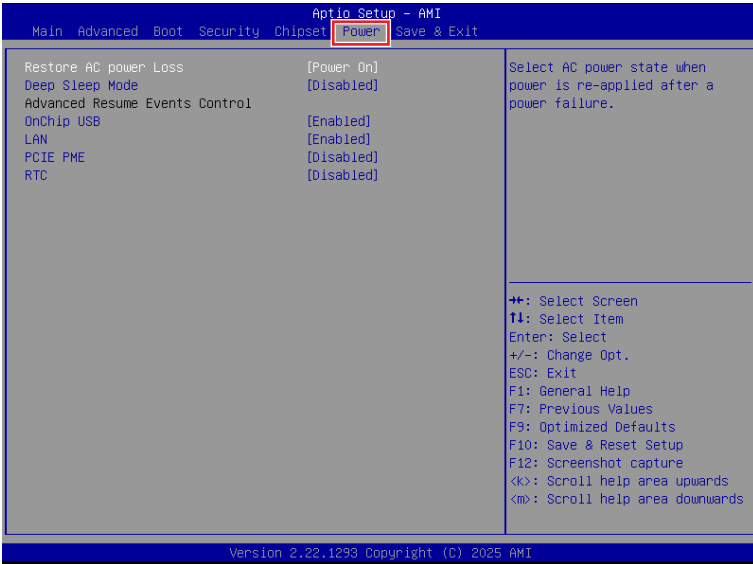 Aptio Setup – AMI
Main Advanced Boot Security Chipset Power Save & Exit
Restore AC power Loss [Power On]
Deep Sleep Mode [Disabled]
Advanced Resume Events Control
OnChip USB [Enabled]
LAN [Enabled]
PCIE PME [Disabled]
RTC [Disabled]
Select AC power state when
power is re-applied after a
power failure.
→←: Select Screen
↑↓: Select Item
Enter: Select
+/-: Change Opt.
ESC: Exit
F1: General Help
F7: Previous Values
F9: Optimized Defaults
F10: Save & Reset Setup
F12: Screenshot capture
<k>: Scroll help area upwards
<m>: Scroll help area downwards
Version 2.22.1293 Copyright (C) 2025 AMI